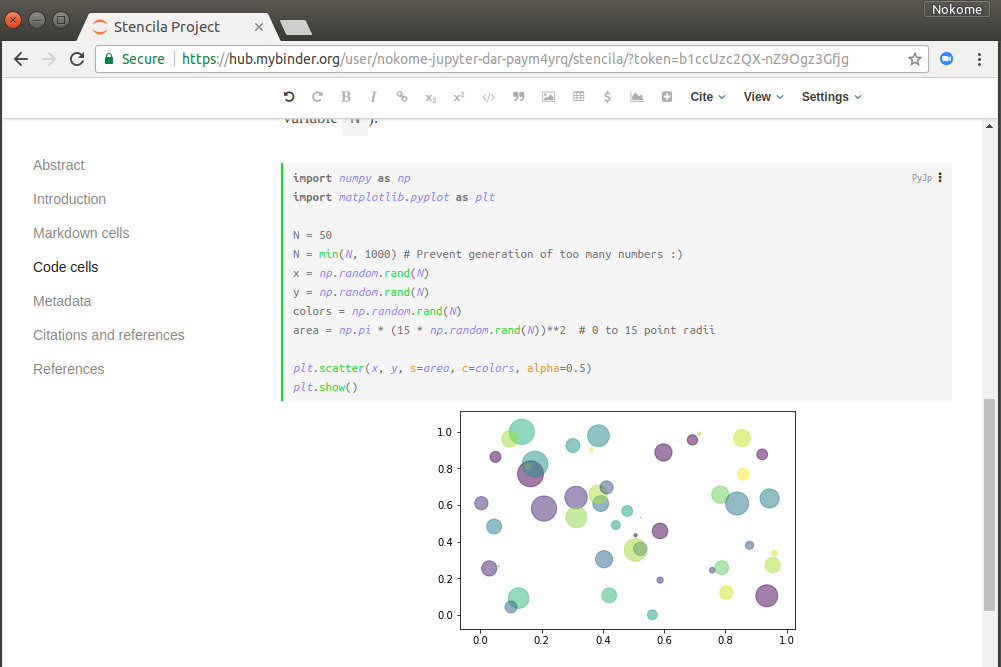 Nokome
Stencila Project
Secure https://hub.mybinder.org/user/nokome-jupyter-dar-paym4yrq/stencila/?token=b1ccUzc2QX-nZ9Ogz3Gfjg
B I x₂ x² </> $ Cite View Settings
variable N ).
Abstract
Introduction
Markdown cells
Code cells
Metadata
Citations and references
References
PyJp
import numpy as np
import matplotlib.pyplot as plt
N = 50
N = min(N, 1000) # Prevent generation of too many numbers :)
x = np.random.rand(N)
y = np.random.rand(N)
colors = np.random.rand(N)
area = np.pi * (15 * np.random.rand(N))**2  # 0 to 15 point radii
plt.scatter(x, y, s=area, c=colors, alpha=0.5)
plt.show()
1.0
0.8
0.6
0.4
0.2
0.0
0.0 0.2 0.4 0.6 0.8 1.0